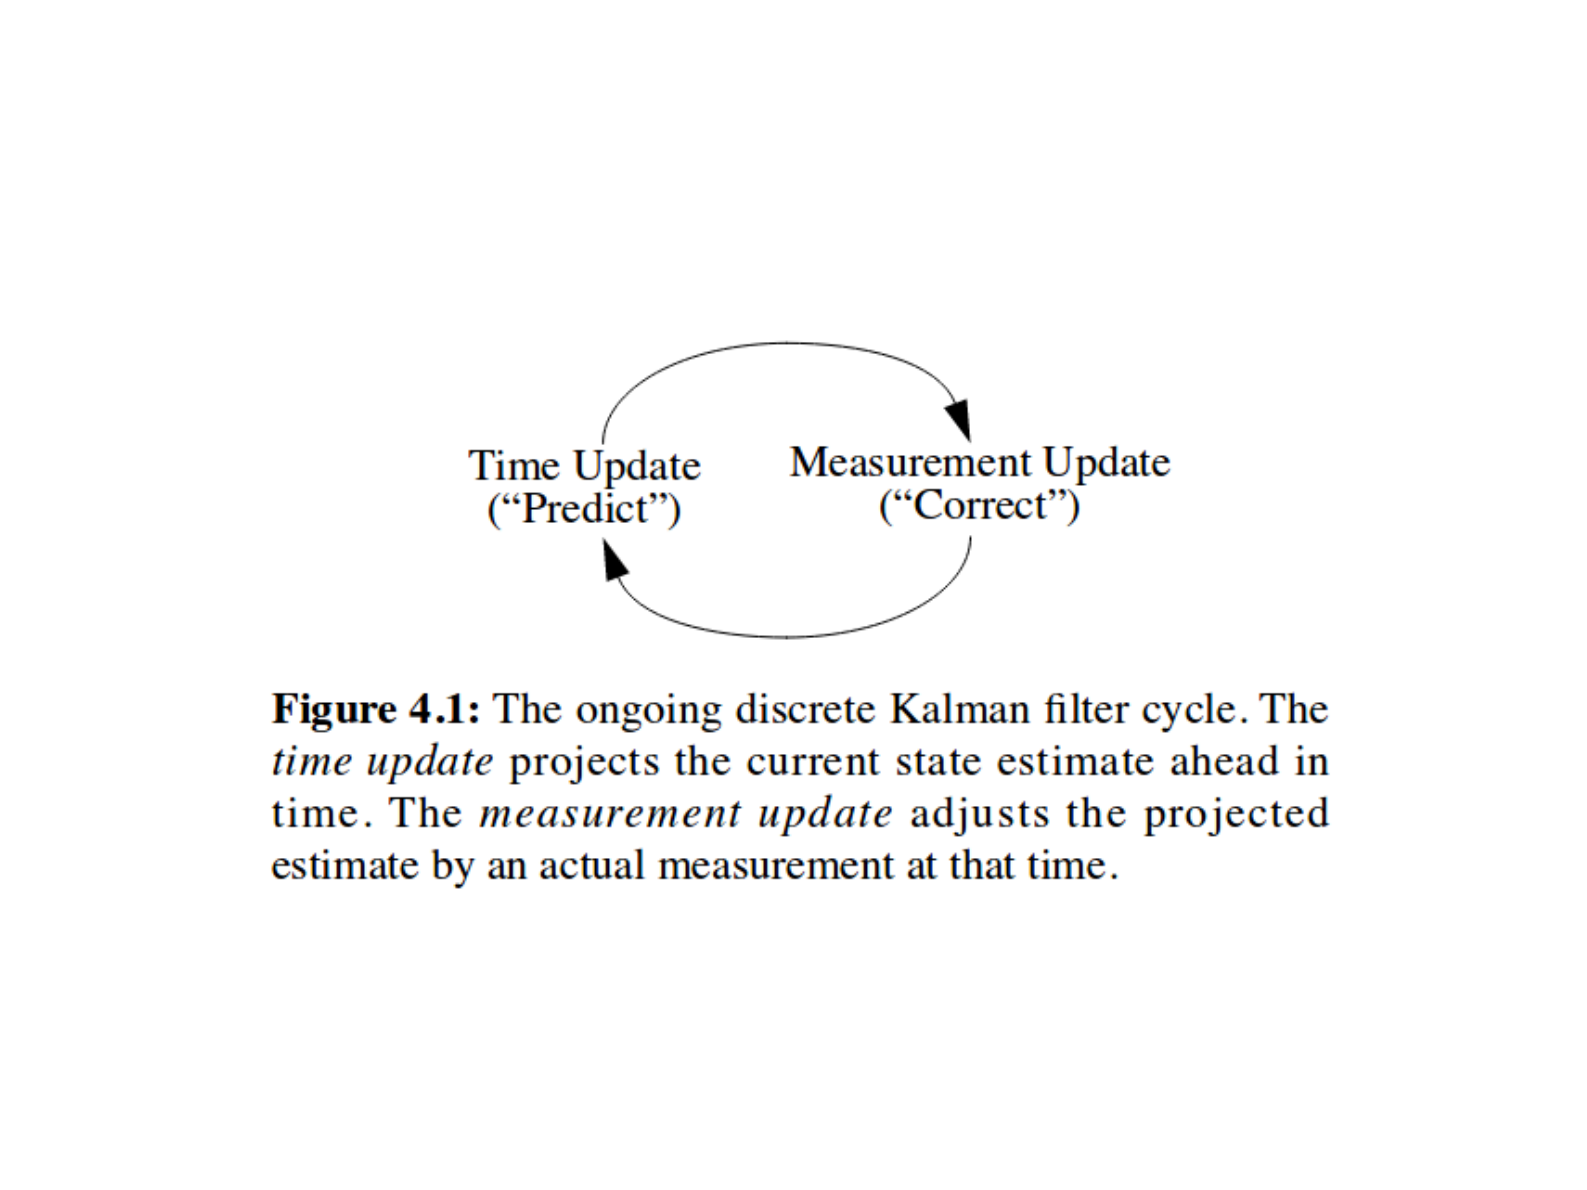 Time Update
(“Predict”)
Measurement Update
(“Correct”)
Figure 4.1: The ongoing discrete Kalman filter cycle. The
time update projects the current state estimate ahead in
time. The measurement update adjusts the projected
estimate by an actual measurement at that time.